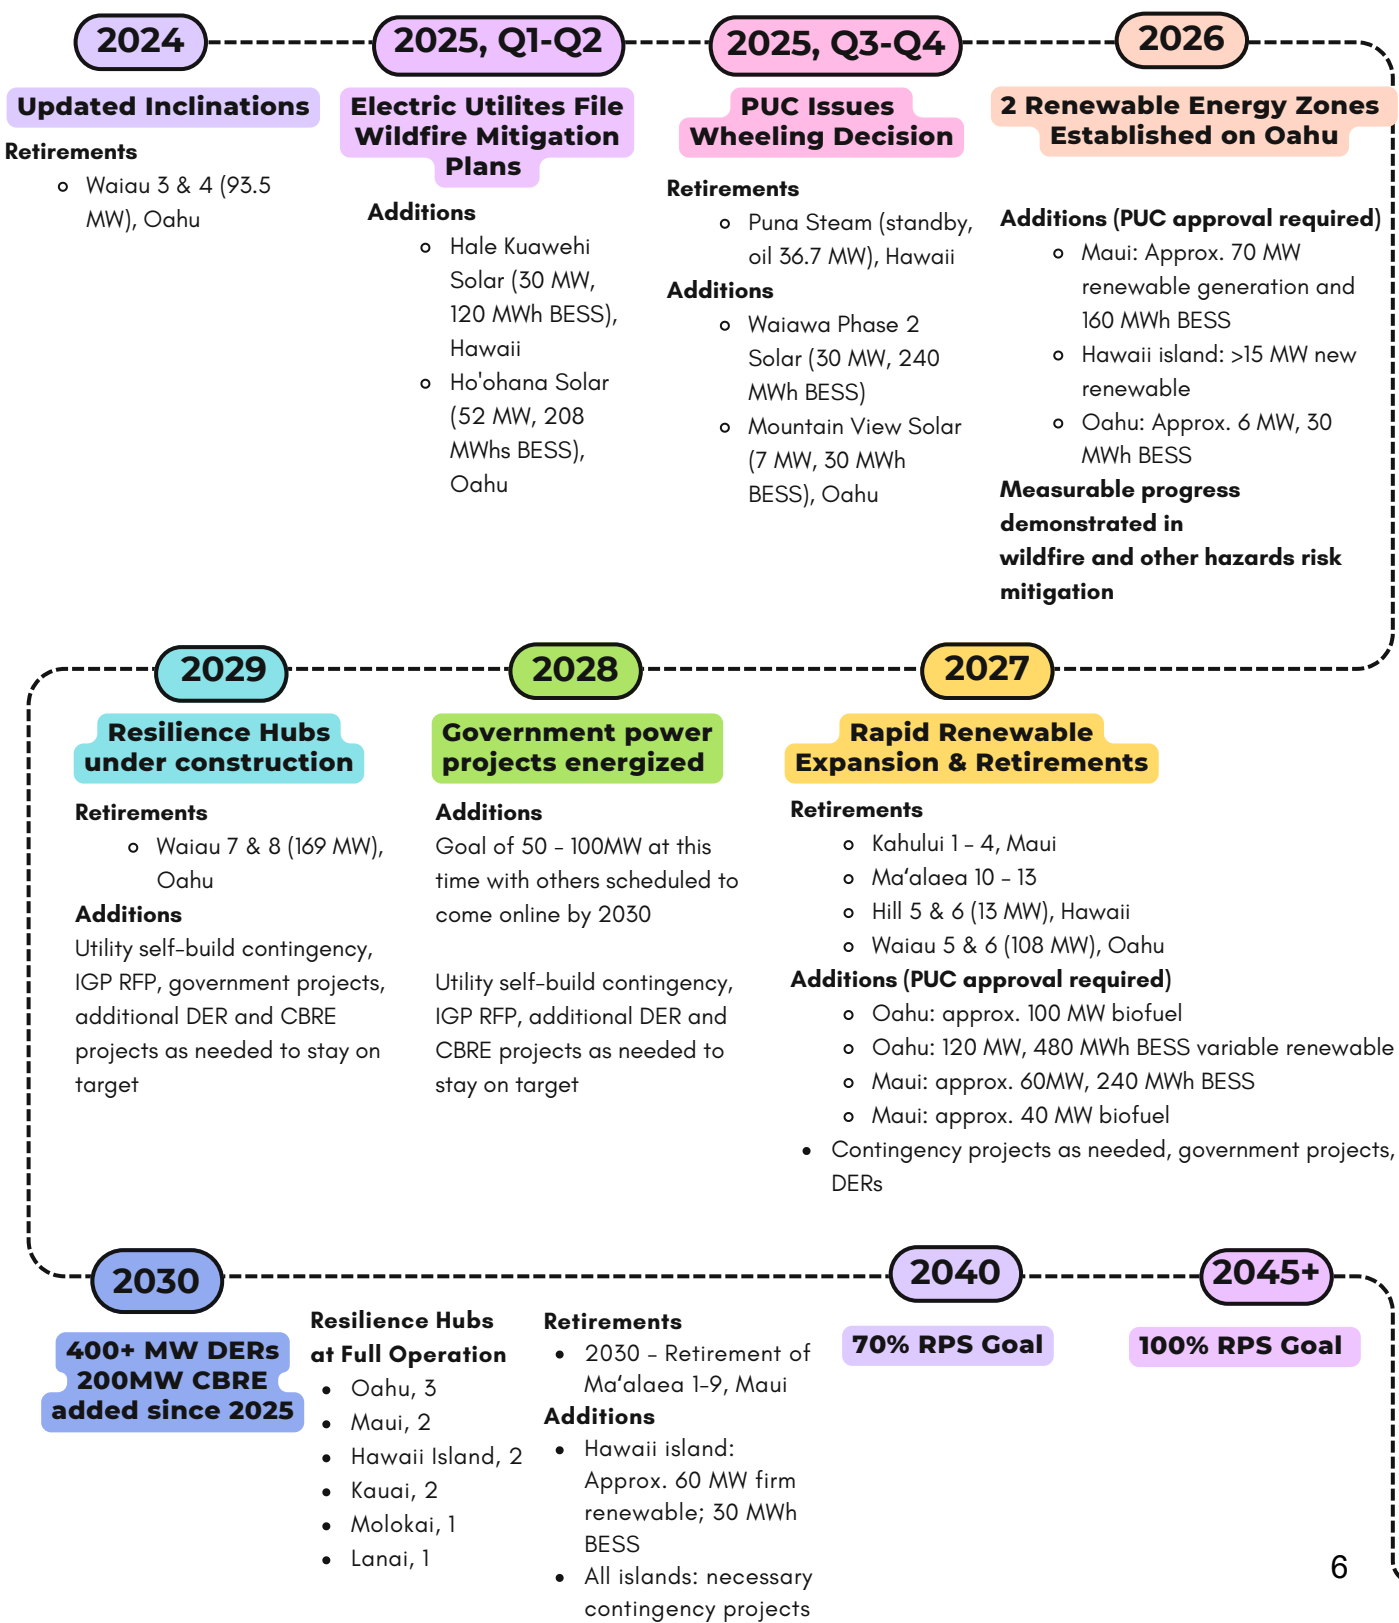 2024
Updated Inclinations
Retirements
Waiau 3 & 4 (93.5
MW), Oahu
2025, Q1-Q2
Electric Utilites File
Wildfire Mitigation
Plans
Additions
Hale Kuawehi
Solar (30 MW,
120 MWh BESS),
Hawaii
Ho'ohana Solar
(52 MW, 208
MWhs BESS),
Oahu
2025, Q3-Q4
PUC Issues
Wheeling Decision
Retirements
Puna Steam (standby,
oil 36.7 MW), Hawaii
Additions
Waiawa Phase 2
Solar (30 MW, 240
MWh BESS)
Mountain View Solar
(7 MW, 30 MWh
BESS), Oahu
2026
2 Renewable Energy Zones
Established on Oahu
Additions (PUC approval required)
Maui: Approx. 70 MW
renewable generation and
160 MWh BESS
Hawaii island: >15 MW new
renewable
Oahu: Approx. 6 MW, 30
MWh BESS
Measurable progress
demonstrated in
wildfire and other hazards risk
mitigation
2029
Resilience Hubs
under construction
Retirements
Waiau 7 & 8 (169 MW),
Oahu
Additions
Utility self-build contingency,
IGP RFP, government projects,
additional DER and CBRE
projects as needed to stay on
target
2028
Government power
projects energized
Additions
Goal of 50 - 100MW at this
time with others scheduled to
come online by 2030
Utility self-build contingency,
IGP RFP, additional DER and
CBRE projects as needed to
stay on target
2027
Rapid Renewable
Expansion & Retirements
Retirements
Kahului 1 - 4, Maui
Maʻalaea 10 - 13
Hill 5 & 6 (13 MW), Hawaii
Waiau 5 & 6 (108 MW), Oahu
Additions (PUC approval required)
Oahu: approx. 100 MW biofuel
Oahu: 120 MW, 480 MWh BESS variable renewable
Maui: approx. 60MW, 240 MWh BESS
Maui: approx. 40 MW biofuel
Contingency projects as needed, government projects,
DERs
2030
400+ MW DERs
200MW CBRE
added since 2025
Resilience Hubs
at Full Operation
Oahu, 3
Maui, 2
Hawaii Island, 2
Kauai, 2
Molokai, 1
Lanai, 1
Retirements
2030 - Retirement of
Maʻalaea 1-9, Maui
Additions
Hawaii island:
Approx. 60 MW firm
renewable; 30 MWh
BESS
All islands: necessary
contingency projects
2040
70% RPS Goal
2045+
100% RPS Goal
6